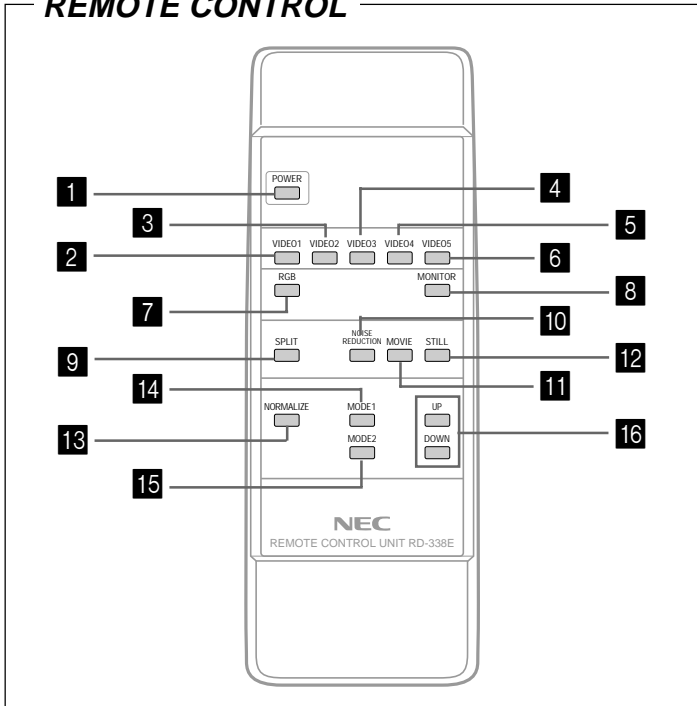 REMOTE CONTROL
POWER
1
4
3
5
VIDEO1 VIDEO2 VIDEO3 VIDEO4 VIDEO5
2
6
RGB
MONITOR
7
8
10
SPLIT
NOISE
REDUCTION
MOVIE
STILL
9
12
11
14
NORMALIZE
MODE1
UP
13
16
MODE2
DOWN
15
NEC
REMOTE CONTROL UNIT RD-338E